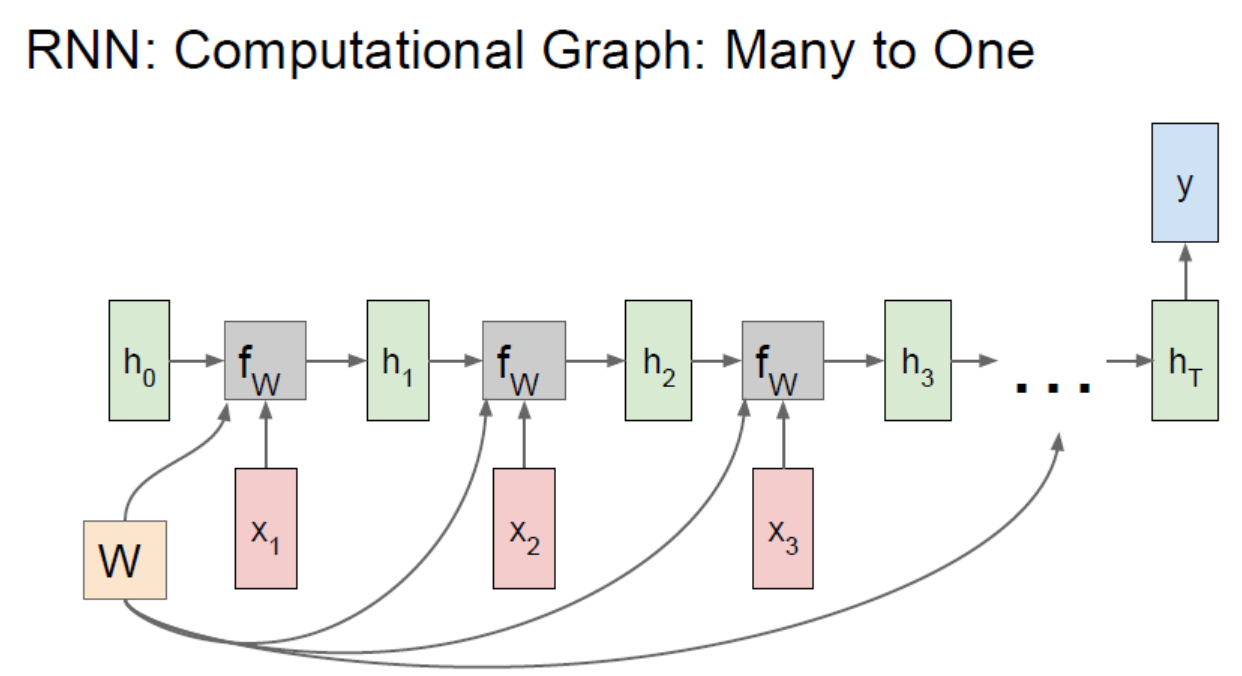 RNN: Computational Graph: Many to One
y
h0 fW h1 fW h2 fW h3 ... hT
x1 x2 x3
W